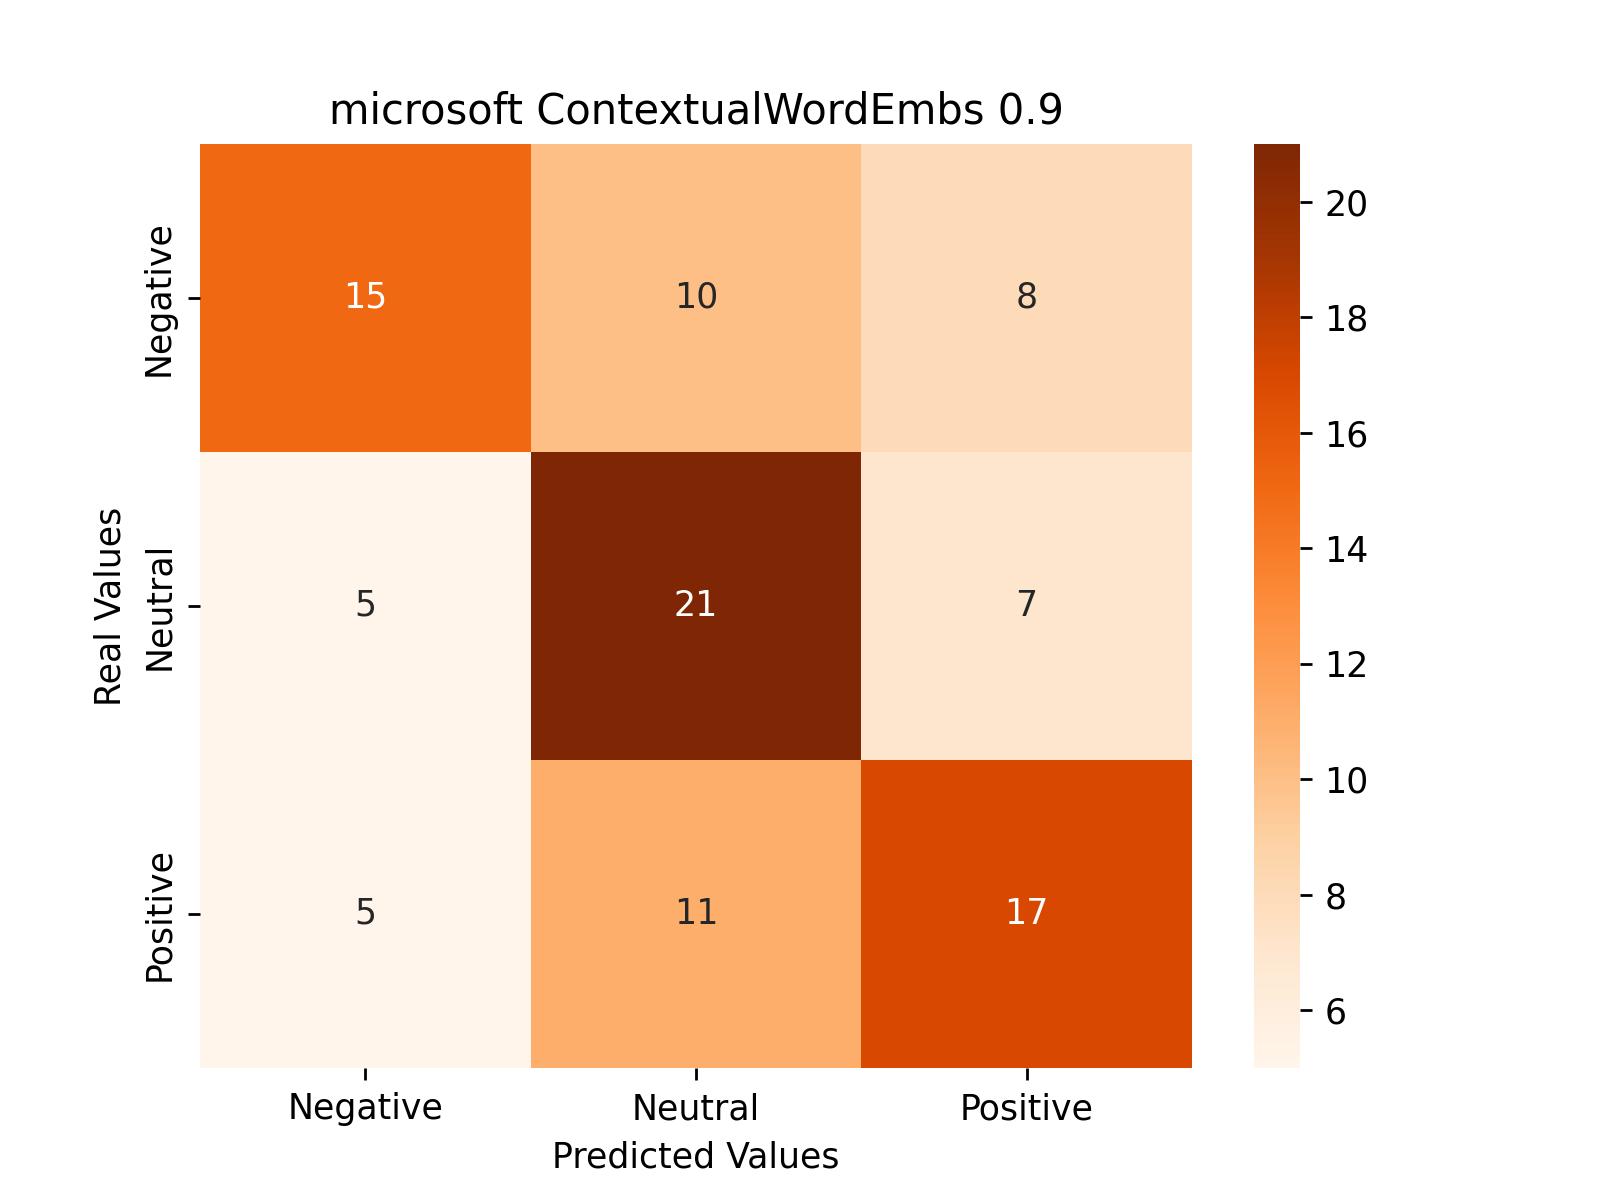 microsoft ContextualWordEmbs 0.9
Real Values
Negative
15 10 8
Neutral
5 21 7
Positive
5 11 17
Negative Neutral Positive
Predicted Values
20
18
16
14
12
10
8
6